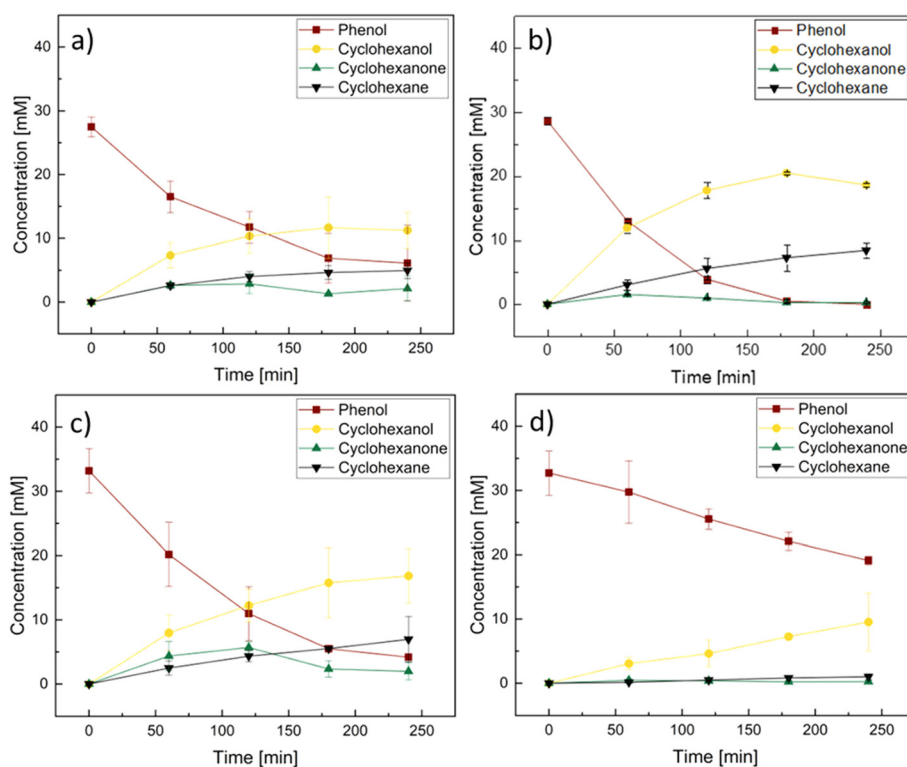 a)
Phenol
Cyclohexanol
Cyclohexanone
Cyclohexane
Concentration [mM]
40
30
20
10
0
0 50 100 150 200 250
Time [min]
b)
Phenol
Cyclohexanol
Cyclohexanone
Cyclohexane
Concentration [mM]
40
30
20
10
0
0 50 100 150 200 250
Time [min]
c)
Phenol
Cyclohexanol
Cyclohexanone
Cyclohexane
Concentration [mM]
40
30
20
10
0
0 50 100 150 200 250
Time [min]
d)
Phenol
Cyclohexanol
Cyclohexanone
Cyclohexane
Concentration [mM]
40
30
20
10
0
0 50 100 150 200 250
Time [min]